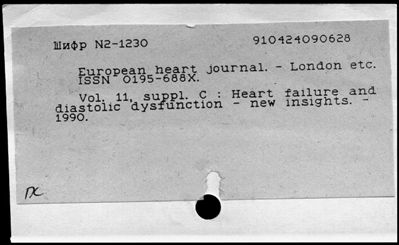 Шифр N2-1230 910424090628
European heart journal. - London etc.
ISSN 0195-688X.
Vol. 11, suppl. C : Heart failure and
diastolic dysfunction - new insights. -
1990.